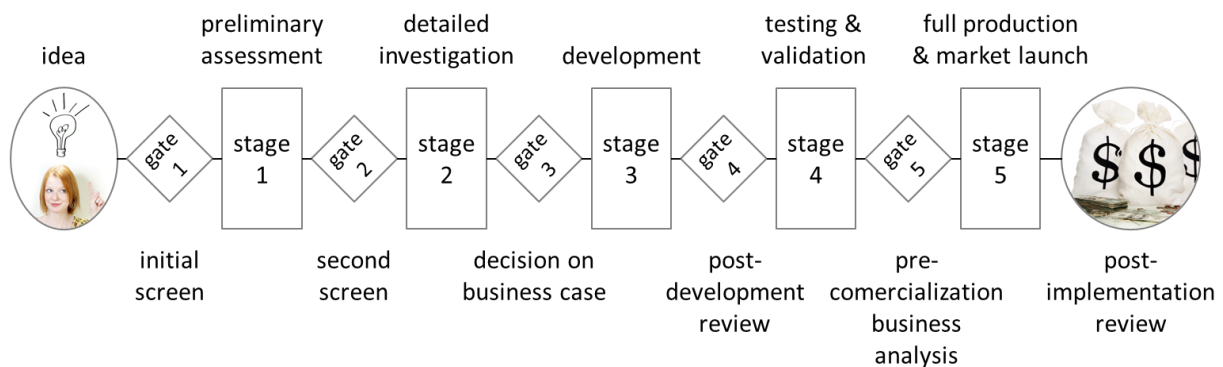 idea
preliminary
assessment
detailed
investigation
development
testing &
validation
full production
& market launch
gate
1
stage
1
gate
2
stage
2
gate
3
stage
3
gate
4
stage
4
gate
5
stage
5
$ $ $
initial
screen
second
screen
decision on
business case
post-
development
review
pre-
comercialization
business
analysis
post-
implementation
review